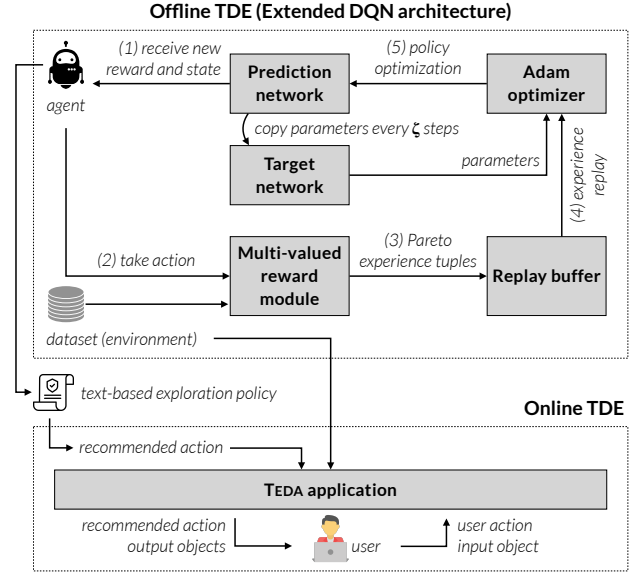 Offline TDE (Extended DQN architecture)
(1) receive new
reward and state
Prediction
network
(5) policy
optimization
Adam
optimizer
agent
copy parameters every ζ steps
Target
network
parameters
(4) experience
replay
(2) take action
Multi-valued
reward
module
(3) Pareto
experience tuples
Replay buffer
dataset (environment)
text-based exploration policy
Online TDE
recommended action
TEDA application
recommended action
output objects
user
user action
input object